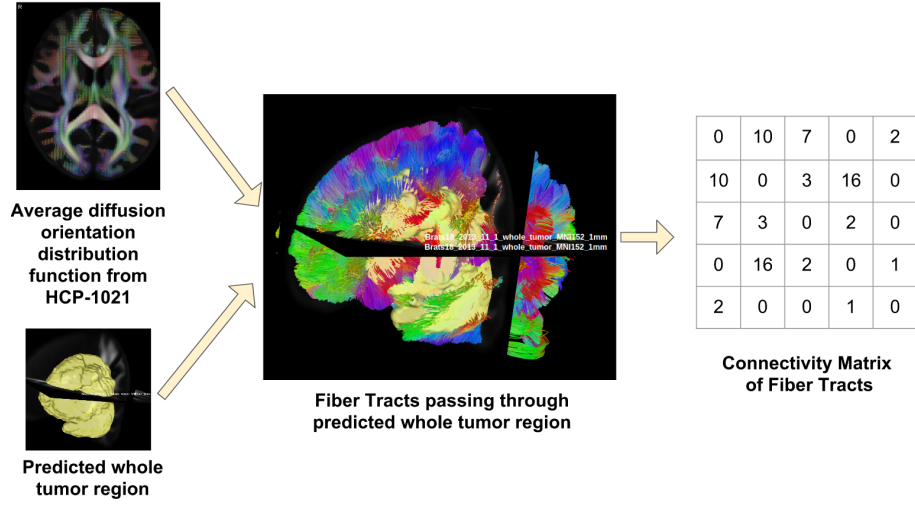 R
Average diffusion
orientation
distribution
function from
HCP-1021
Predicted whole
tumor region
Brats18_2013_11_1_whole_tumor_MNI152_1mm
Brats18_2013_11_1_whole_tumor_MNI152_1mm
Fiber Tracts passing through
predicted whole tumor region
0 10 7 0 2
10 0 3 16 0
7 3 0 2 0
0 16 2 0 1
2 0 0 1 0
Connectivity Matrix
of Fiber Tracts